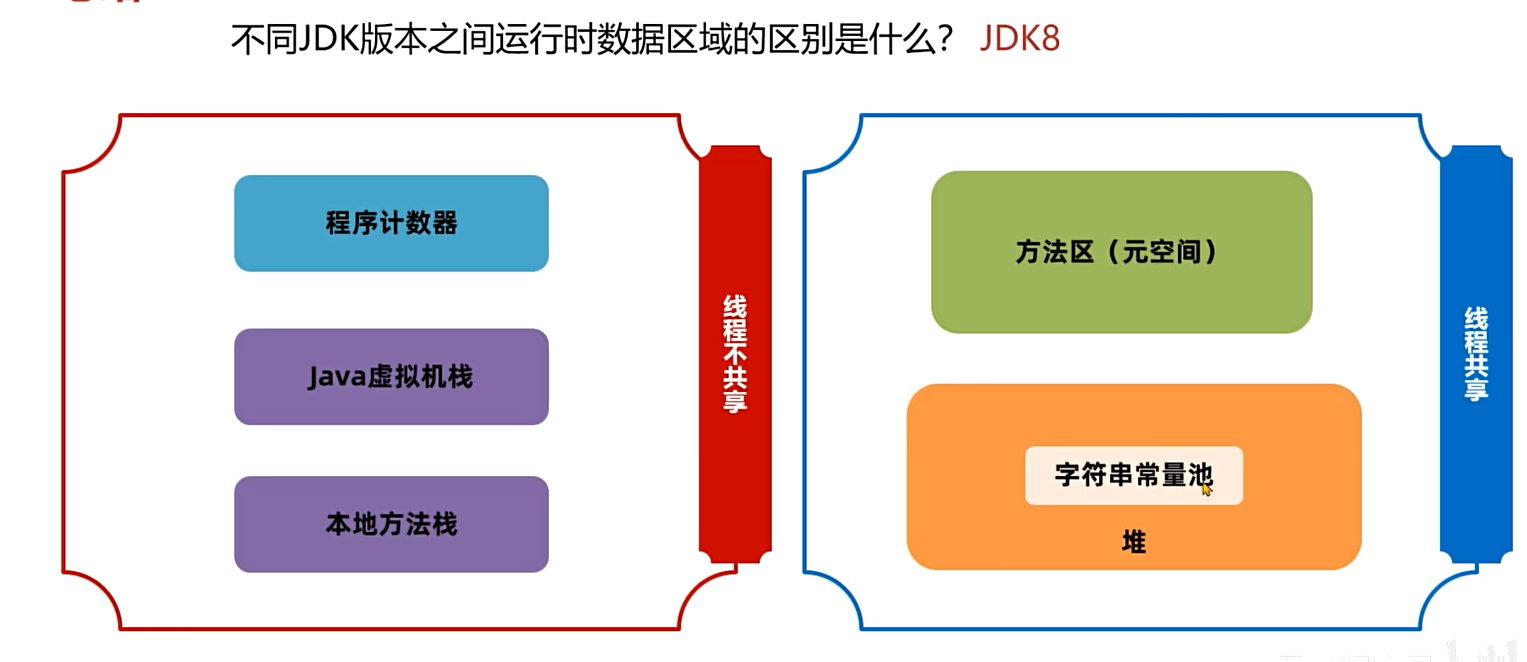 不同JDK版本之间运行时数据区域的区别是什么? JDK8
程序计数器
Java虚拟机栈
本地方法栈
线程不共享
方法区（元空间）
字符串常量池
堆
线程共享